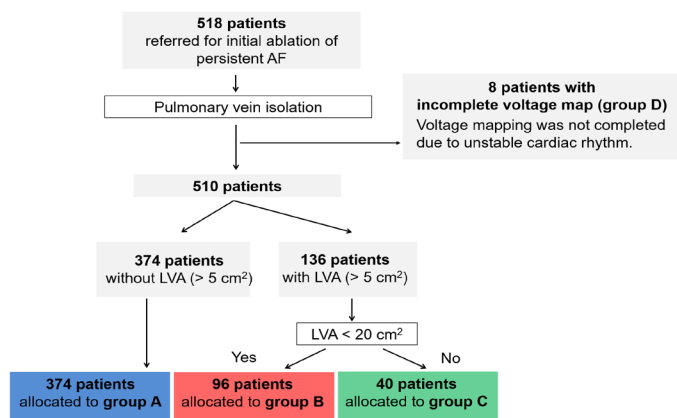 518 patients
referred for initial ablation of
persistent AF
Pulmonary vein isolation
8 patients with
incomplete voltage map (group D)
Voltage mapping was not completed
due to unstable cardiac rhythm.
510 patients
374 patients
without LVA (> 5 cm²)
136 patients
with LVA (> 5 cm²)
LVA < 20 cm²
Yes
No
374 patients
allocated to group A
96 patients
allocated to group B
40 patients
allocated to group C